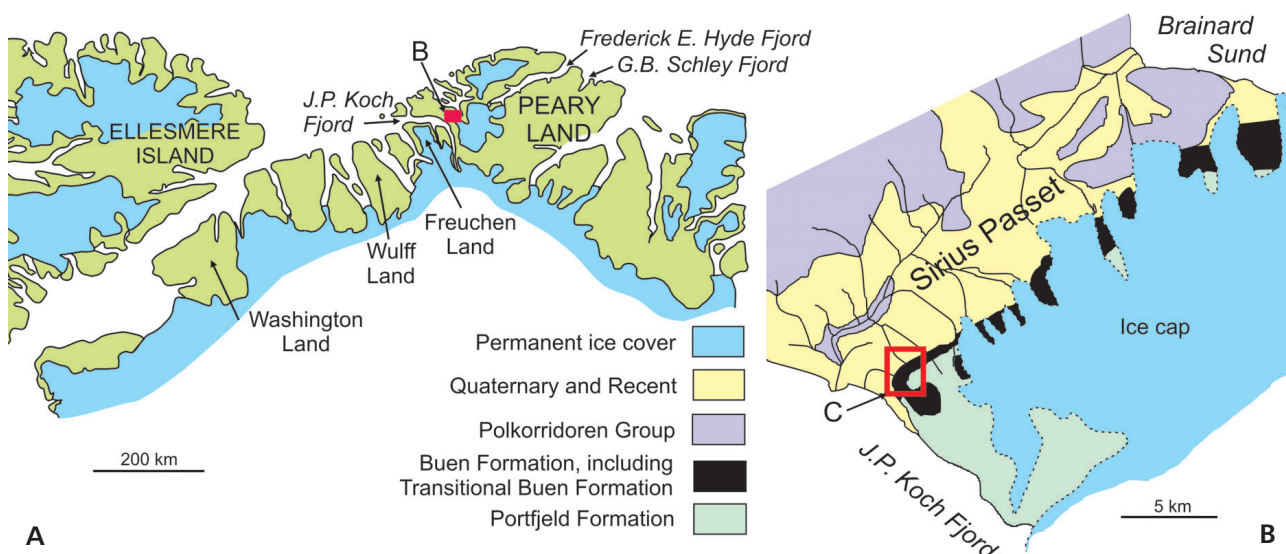 B
Frederick E. Hyde Fjord
G.B. Schley Fjord
J.P. Koch
Fjord
PEARY
LAND
ELLESMERE
ISLAND
Freuchen
Land
Wulff
Land
Washington
Land
200 km
A
Permanent ice cover
Quaternary and Recent
Polkorridoren Group
Buen Formation, including
Transitional Buen Formation
Portfjeld Formation
Brainard
Sund
Sirius Passet
Ice cap
C
J.P. Koch Fjord
5 km
B